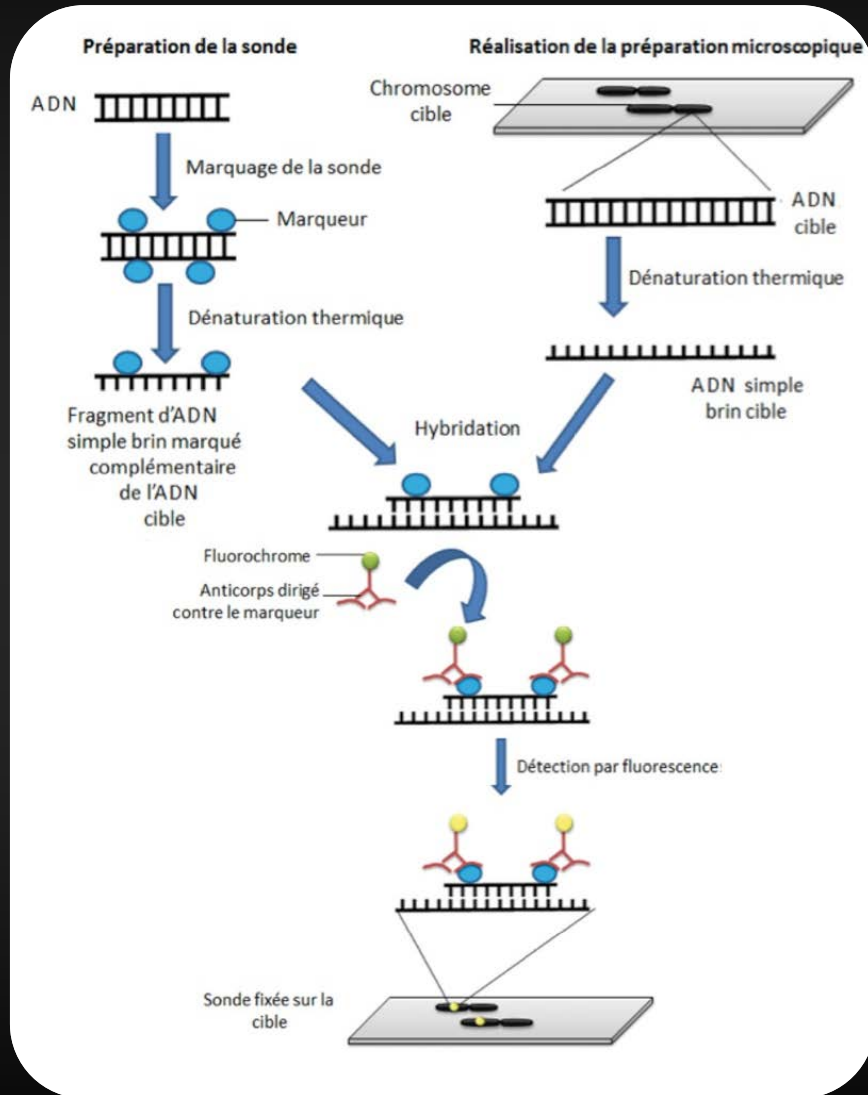 Préparation de la sonde
Réalisation de la préparation microscopique
ADN
Chromosome
cible
Marquage de la sonde
Marqueur
ADN
cible
Dénaturation thermique
Dénaturation thermique
Fragment d'ADN
simple brin marqué
complémentaire
de l'ADN
cible
ADN simple
brin cible
Hybridation
Fluorochrome
Anticorps dirigé
contre le marqueur
Détection par fluorescence
Sonde fixée sur la
cible